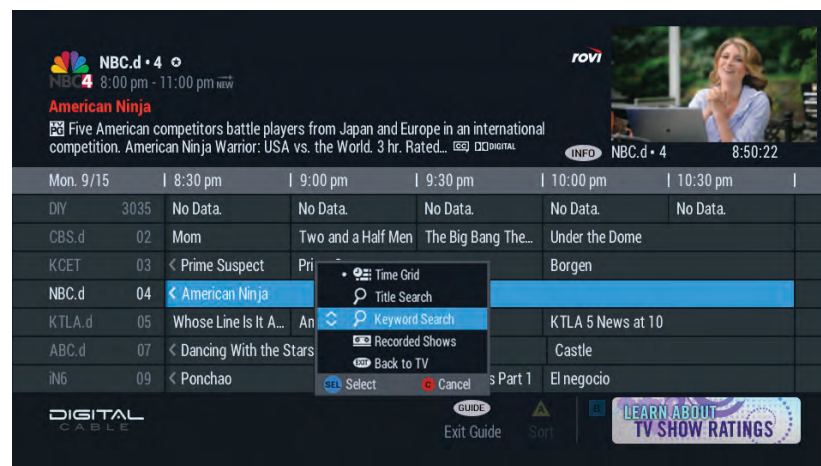 NBC.d • 4
rovi
NBC 4 8:00 pm - 11:00 pm NEW
American Ninja
PG Five American competitors battle players from Japan and Europe in an international
competition. American Ninja Warrior: USA vs. the World. 3 hr. Rated... CC DIGITAL
INFO NBC.d • 4 8:50:22
Mon. 9/15 8:30 pm 9:00 pm 9:30 pm 10:00 pm 10:30 pm
DIY 3035 No Data. No Data. No Data. No Data. No Data.
CBS.d 02 Mom Two and a Half Men The Big Bang The... Under the Dome
KCET 03 < Prime Suspect Borgen
NBC.d 04 < American Ninja
KTLA.d 05 Whose Line Is It A... KTLA 5 News at 10
ABC.d 07 < Dancing With the Stars Castle
iN6 09 < Ponchao s Part 1 El negocio
• Time Grid
Title Search
Keyword Search
Recorded Shows
EXIT Back to TV
SEL Select C Cancel
DIGITAL
CABLE
GUIDE A B
Exit Guide Sort
LEARN ABOUT
TV SHOW RATINGS